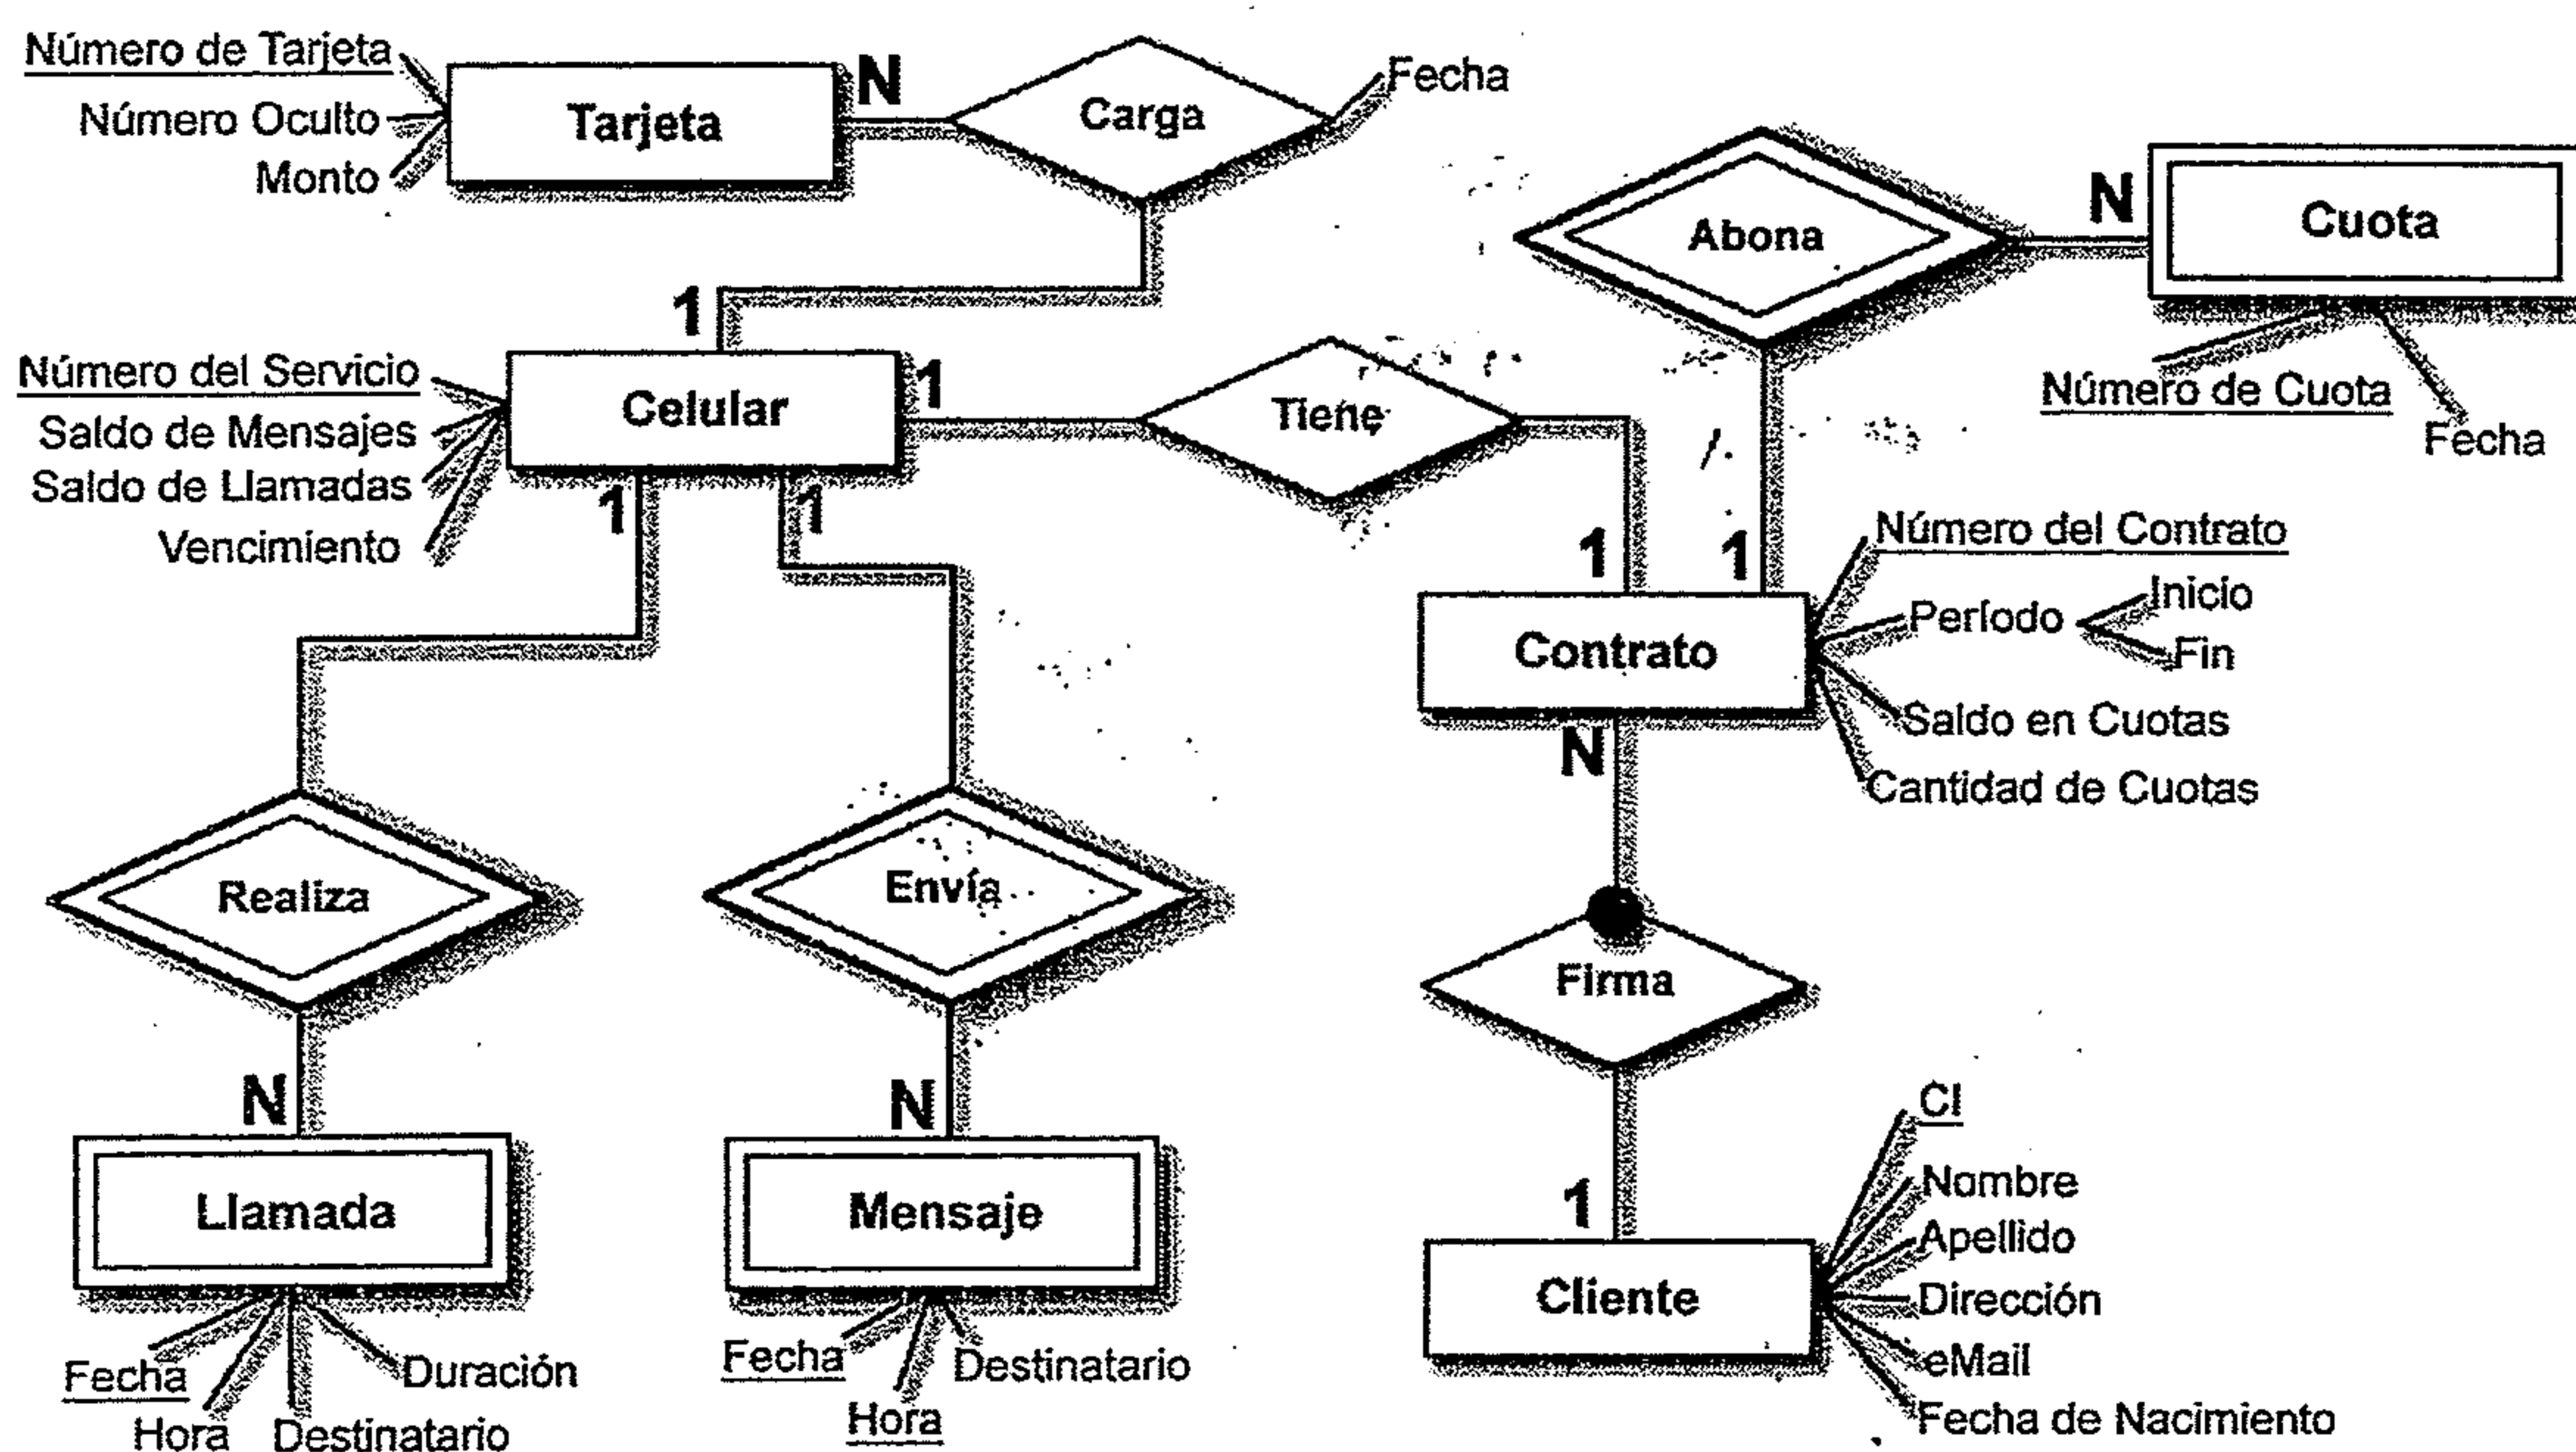 Número de Tarjeta
Número Oculto
Monto
Tarjeta
N
Carga
Fecha
Abona
N
Cuota
Número de Cuota
Fecha
1
Número del Servicio
Saldo de Mensajes
Saldo de Llamadas
Vencimiento
Celular
1
Tiene
1
1
1
1
Número del Contrato
Período
Inicio
Fin
Saldo en Cuotas
Cantidad de Cuotas
Contrato
N
Realiza
Envía
Firma
N
N
1
Llamada
Mensaje
Cliente
CI
Nombre
Apellido
Dirección
eMail
Fecha de Nacimiento
Fecha
Hora
Destinatario
Duración
Fecha
Hora
Destinatario